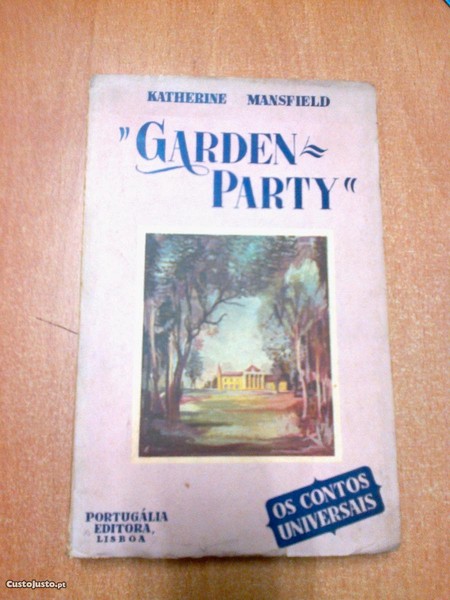 KATHERINE MANSFIELD
"GARDEN-
PARTY"
OS CONTOS
UNIVERSAIS
PORTUGÁLIA
EDITORA
LISBOA
CustoJusto.pt